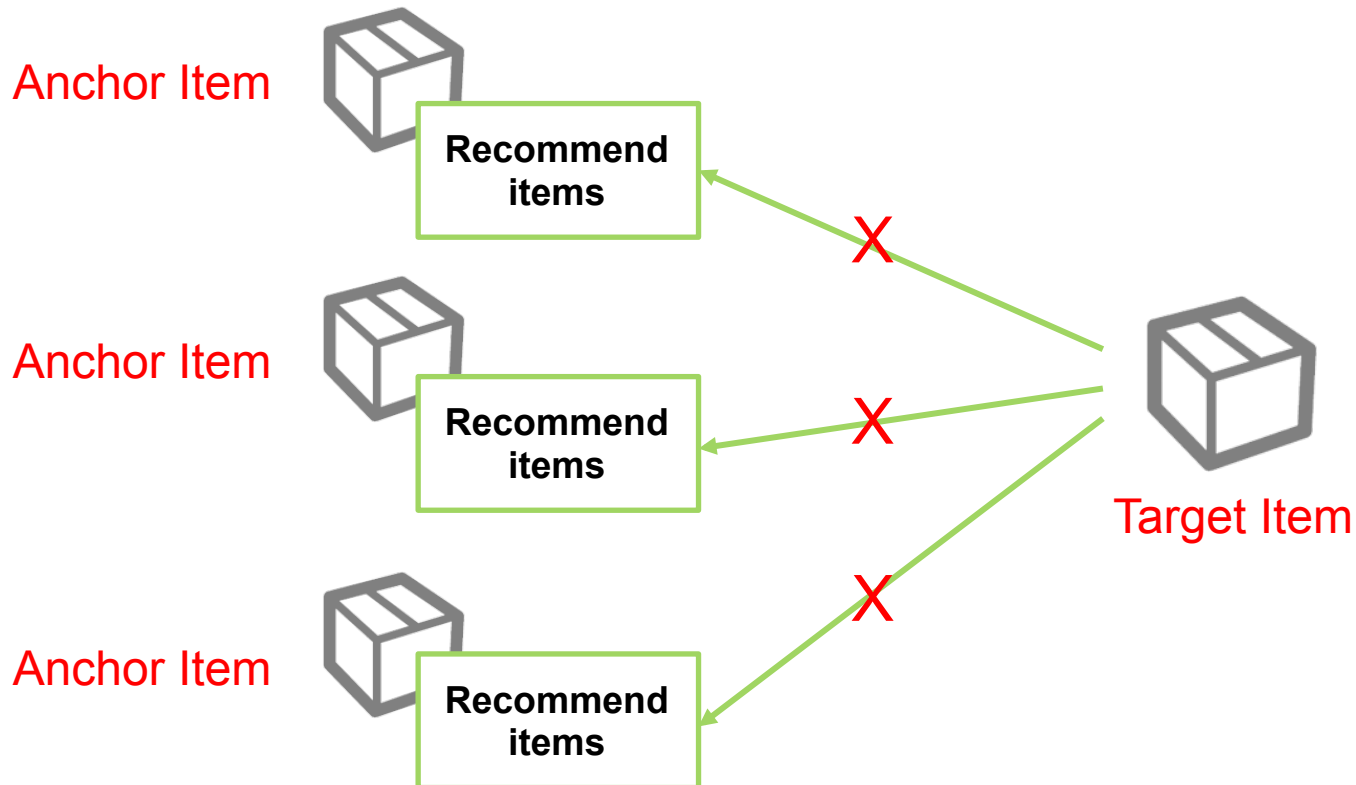 Anchor Item
Recommend
items
X
Anchor Item
Recommend
items
X
Target Item
Anchor Item
Recommend
items
X